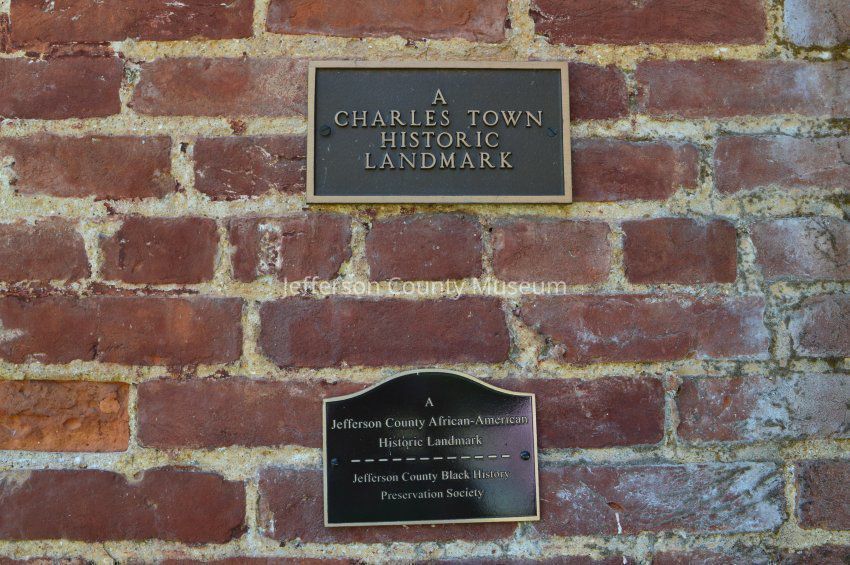 A
CHARLES TOWN
HISTORIC
LANDMARK
Jefferson County Museum
A
Jefferson County African-American
Historic Landmark
Jefferson County Black History
Preservation Society